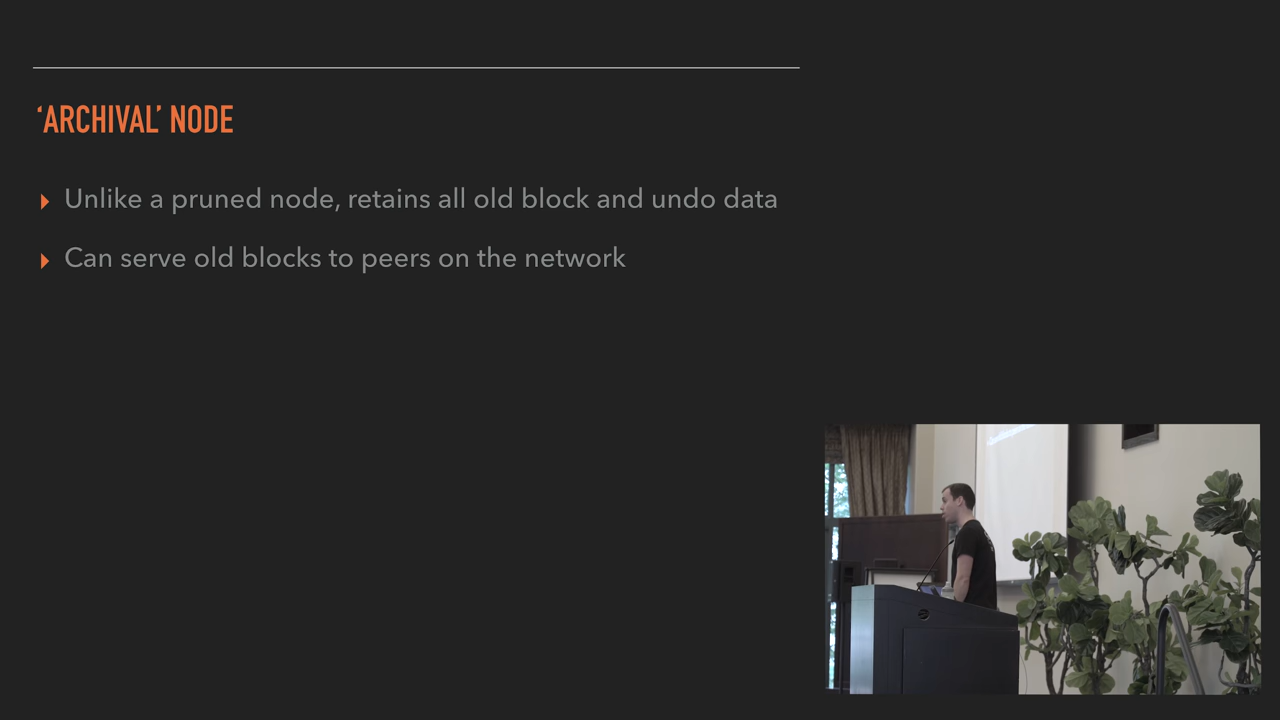 ‘ARCHIVAL’ NODE
Unlike a pruned node, retains all old block and undo data
Can serve old blocks to peers on the network